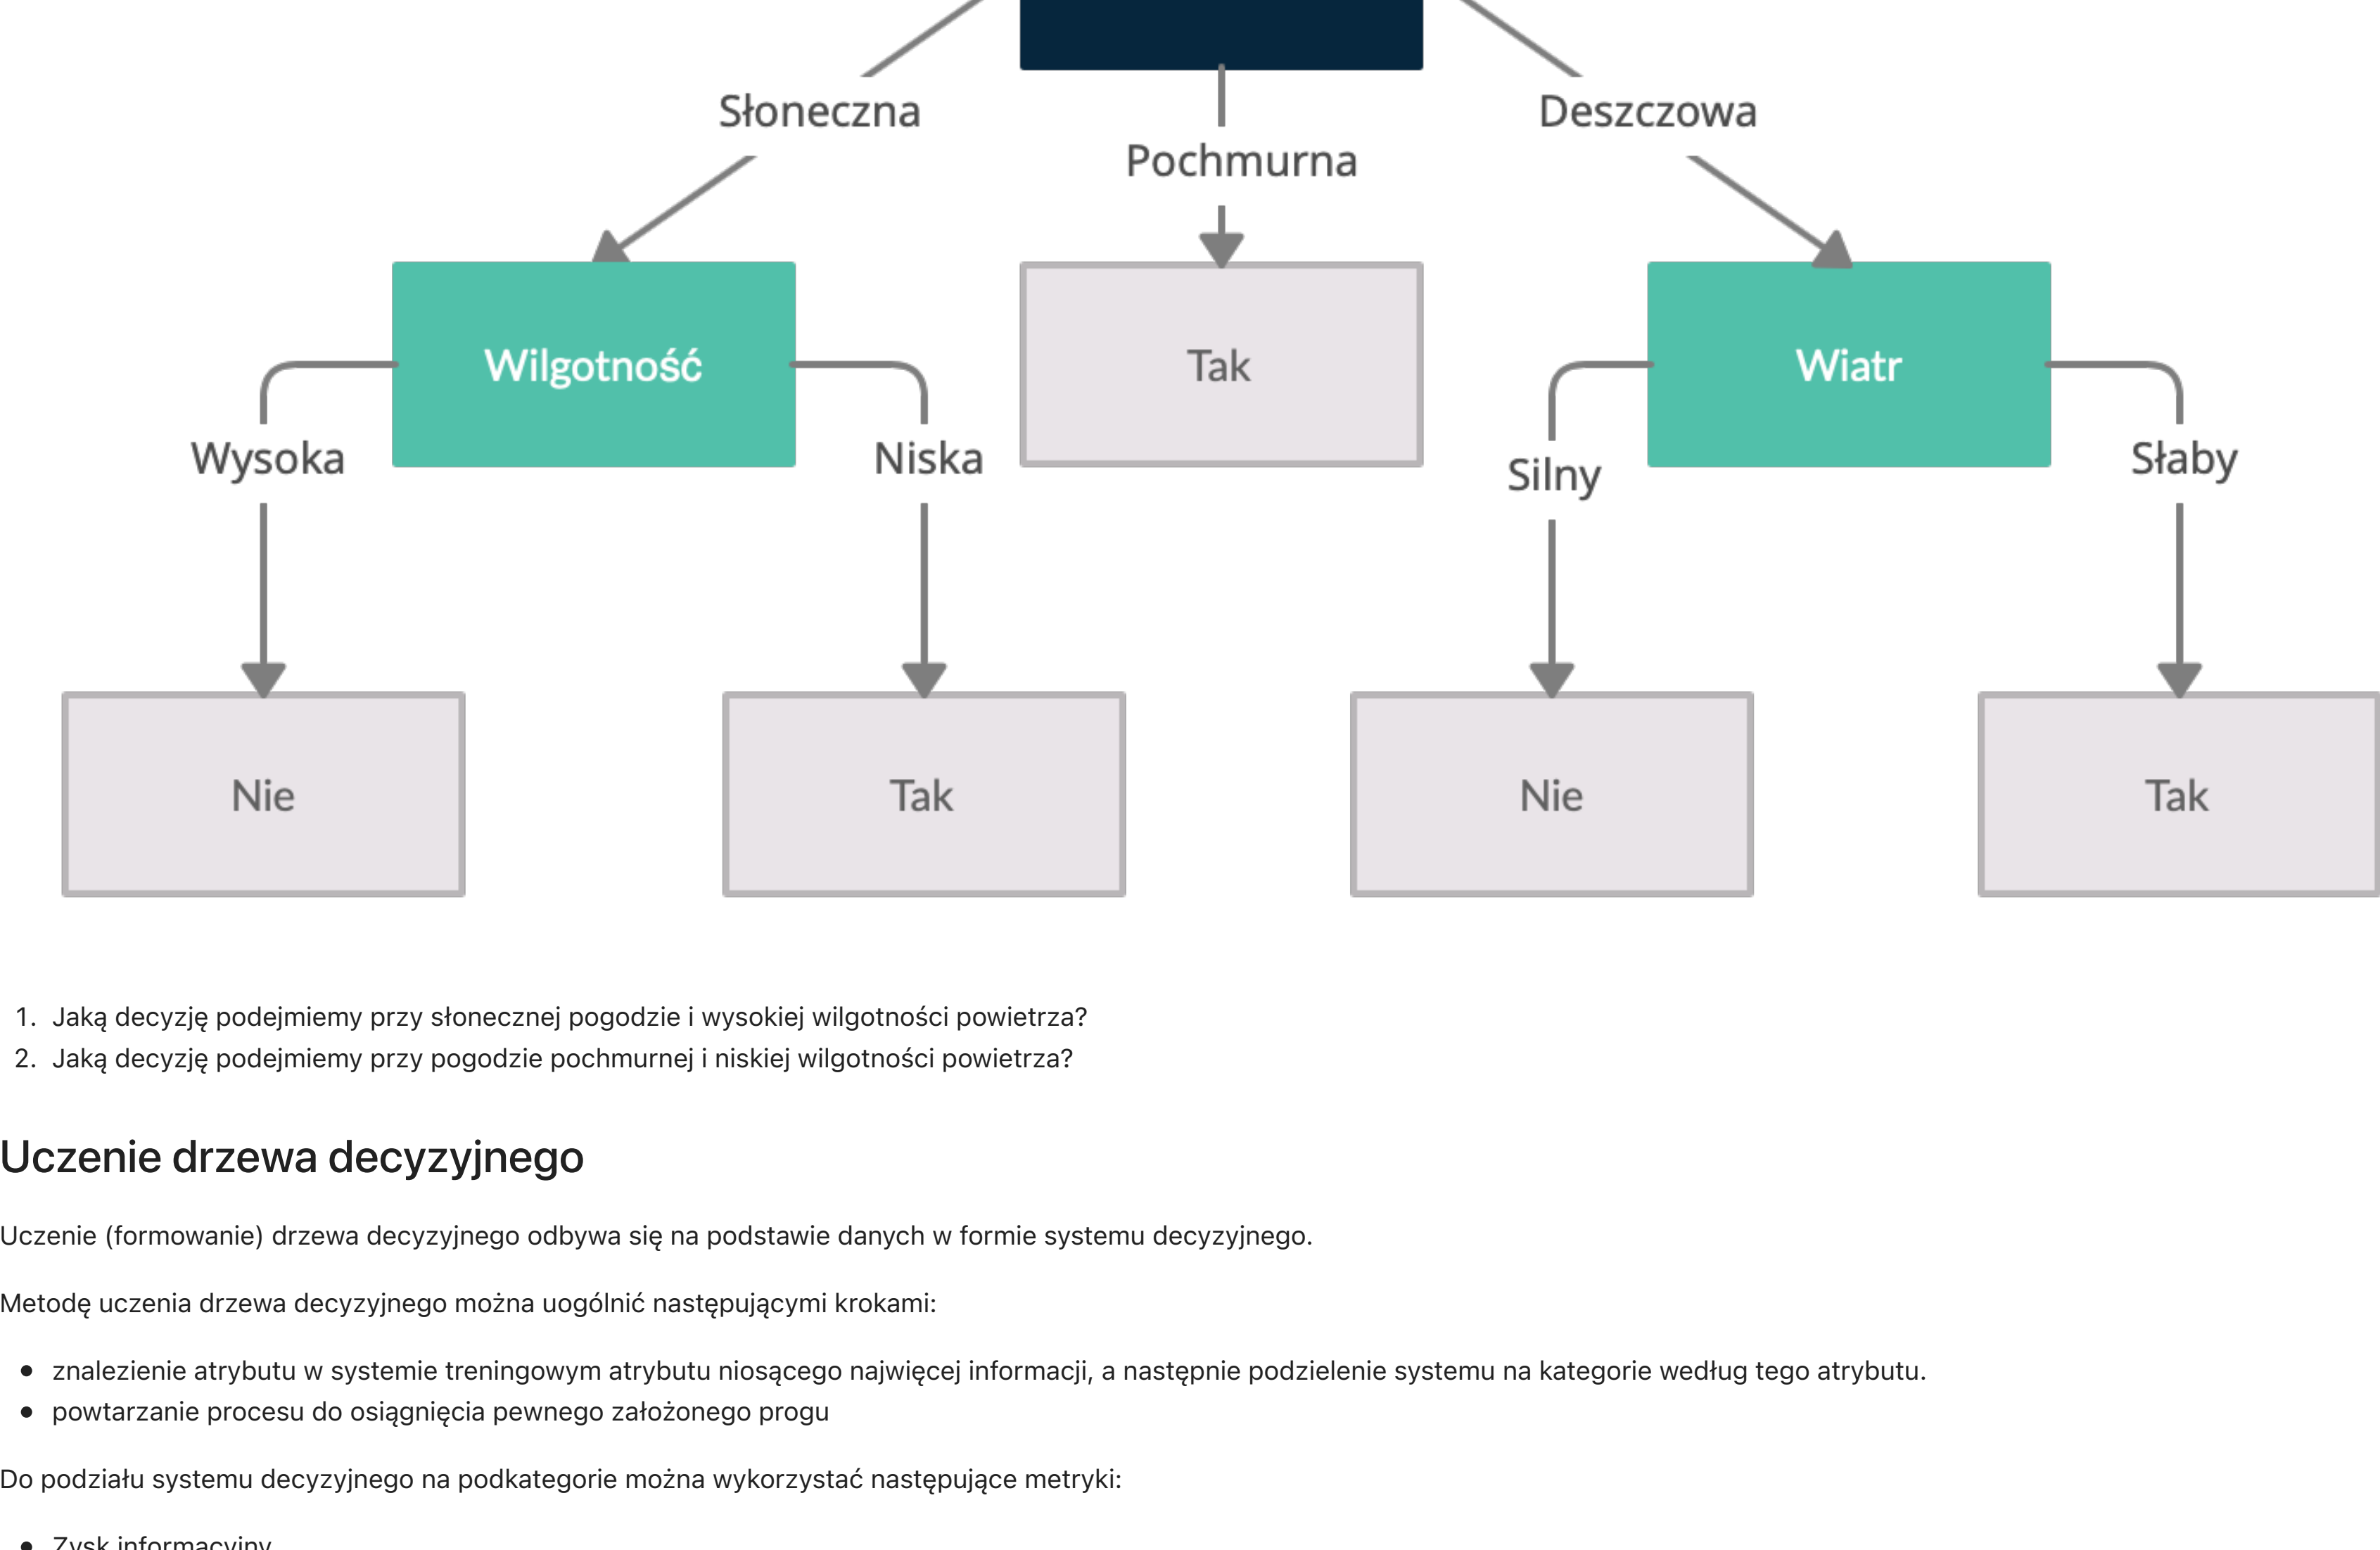 Słoneczna
Deszczowa
Pochmurna
Wilgotność
Tak
Wiatr
Wysoka
Niska
Silny
Słaby
Nie
Tak
Nie
Tak
1. Jaką decyzję podejmiemy przy słonecznej pogodzie i wysokiej wilgotności powietrza?
2. Jaką decyzję podejmiemy przy pogodzie pochmurnej i niskiej wilgotności powietrza?
Uczenie drzewa decyzyjnego
Uczenie (formowanie) drzewa decyzyjnego odbywa się na podstawie danych w formie systemu decyzyjnego.
Metodę uczenia drzewa decyzyjnego można uogólnić następującymi krokami:
• znalezienie atrybutu w systemie treningowym atrybutu niosącego najwięcej informacji, a następnie podzielenie systemu na kategorie według tego atrybutu.
• powtarzanie procesu do osiągnięcia pewnego założonego progu
Do podziału systemu decyzyjnego na podkategorie można wykorzystać następujące metryki:
• Zysk informacyjny